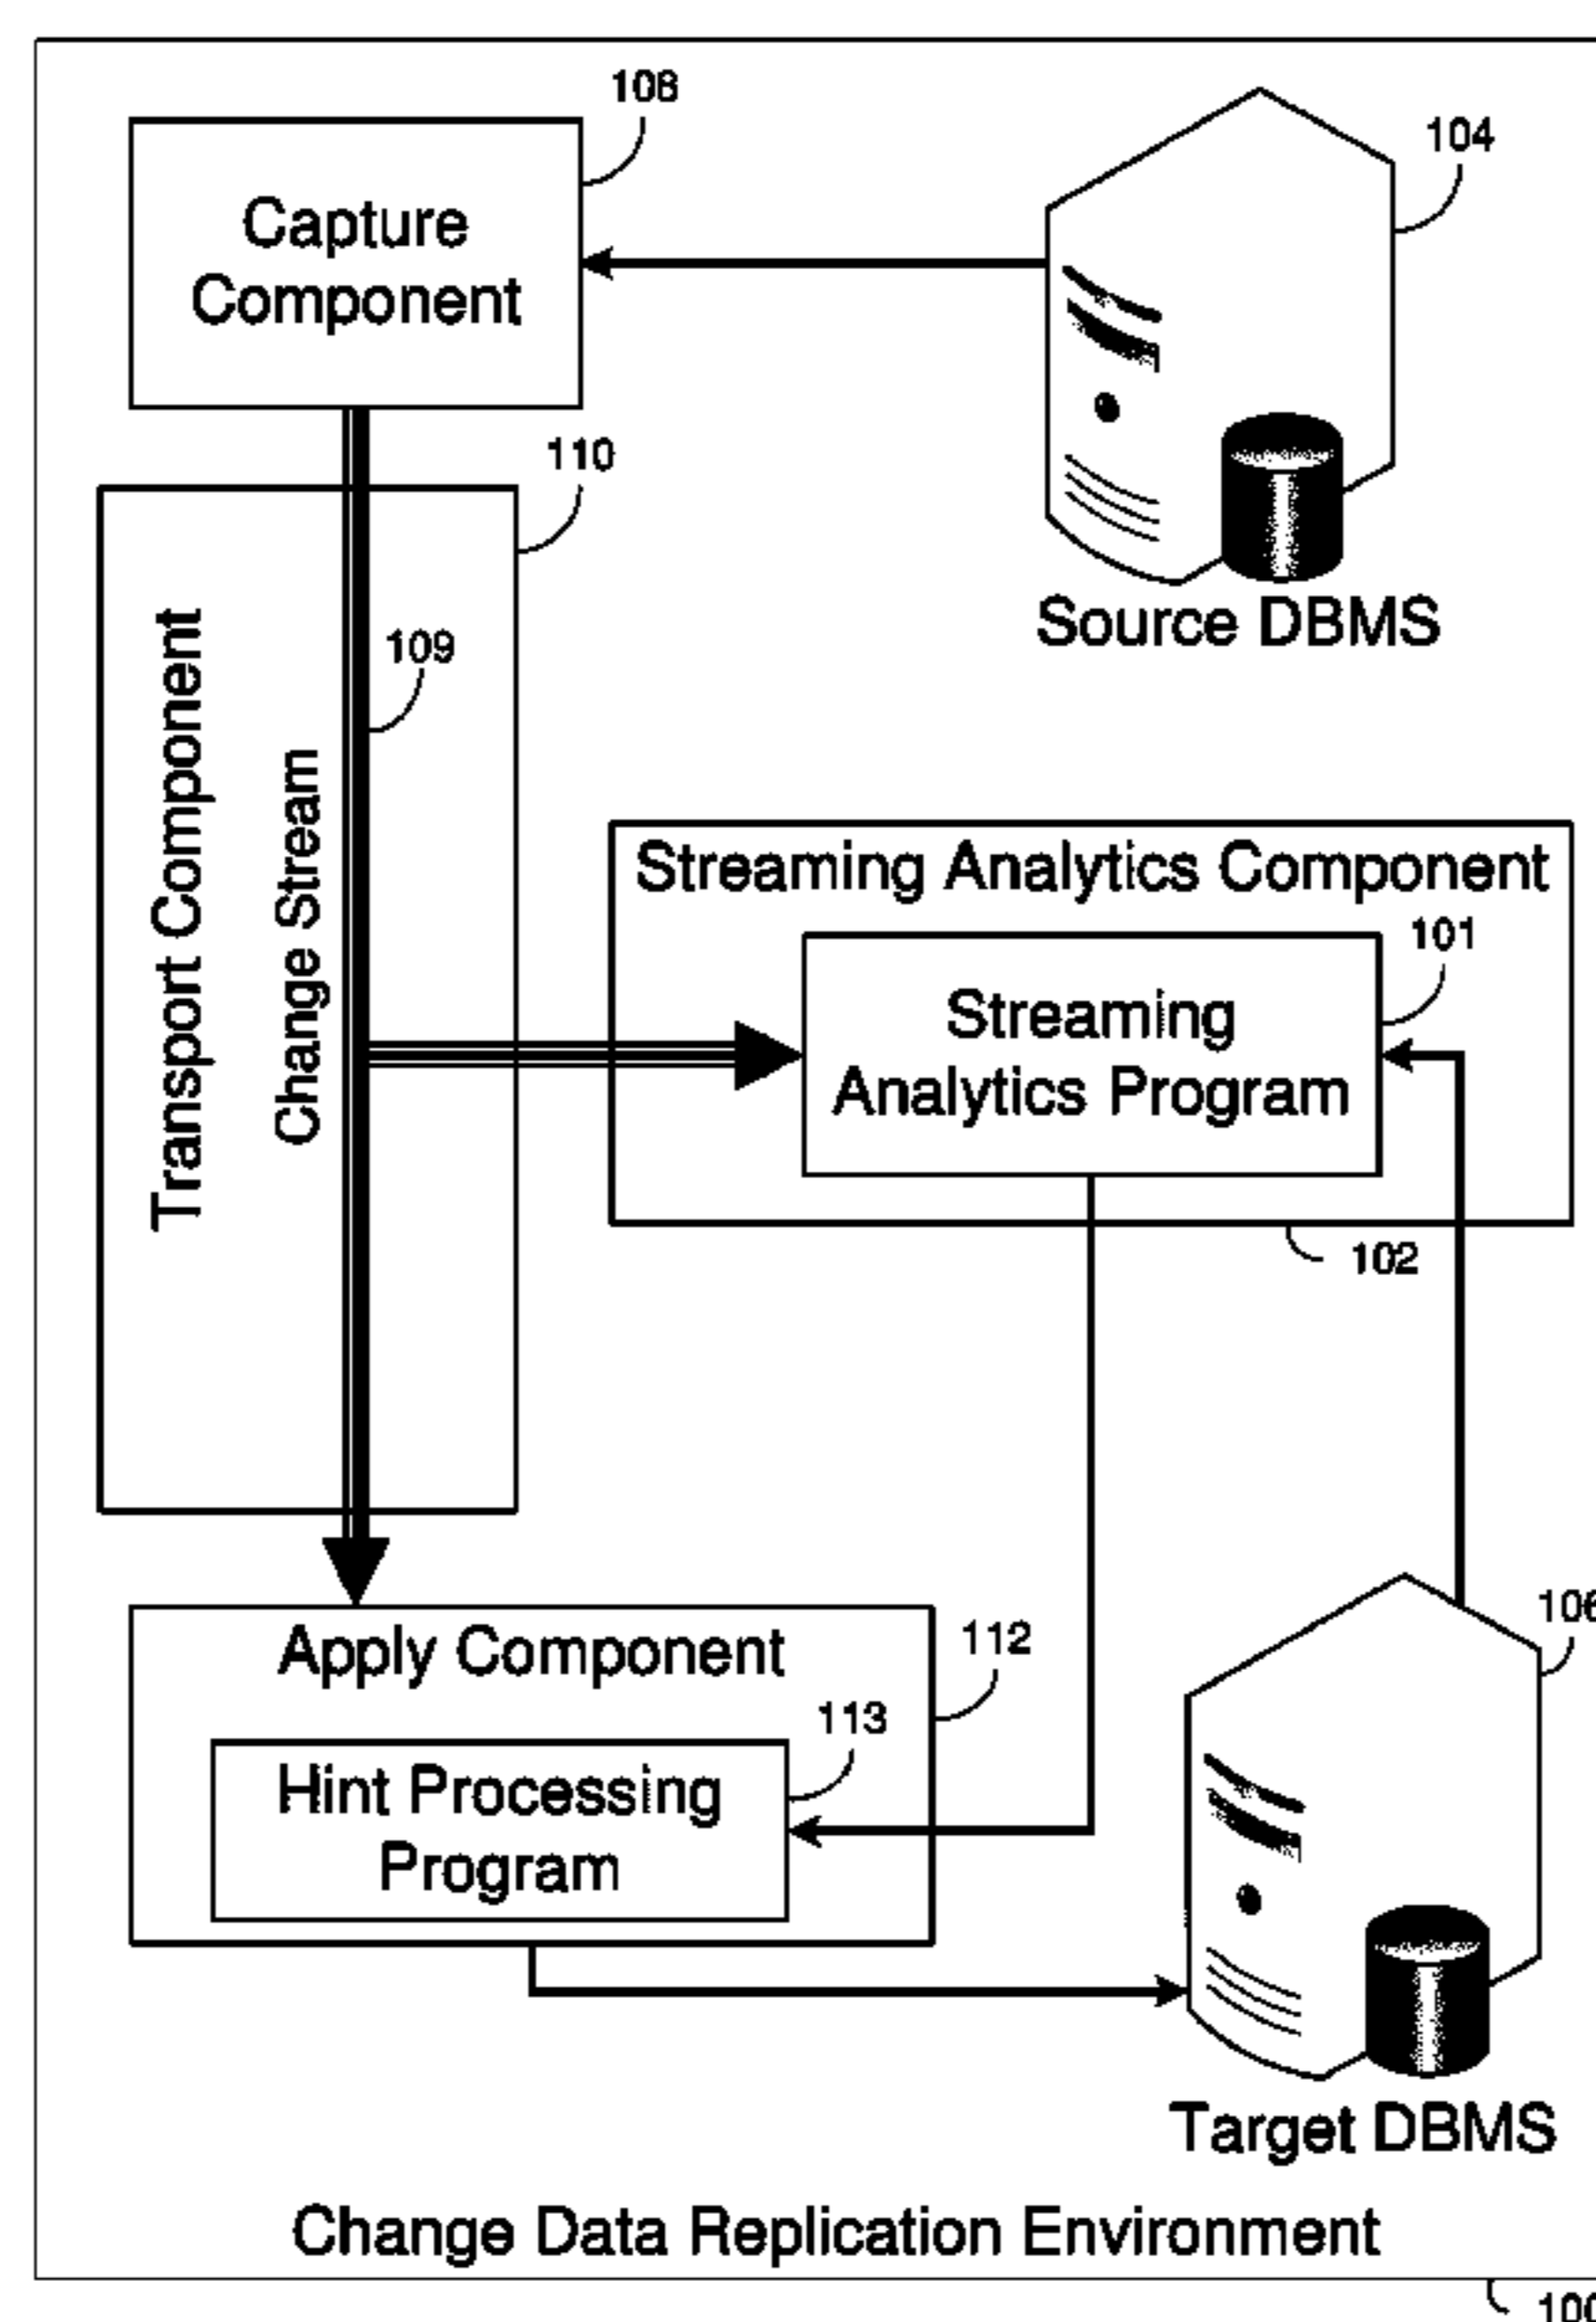 108
Capture
Component
104
Source DBMS
110
Transport Component
Change Stream
109
Streaming Analytics Component
101
Streaming
Analytics Program
102
Apply Component
112
113
Hint Processing
Program
106
Target DBMS
Change Data Replication Environment
100